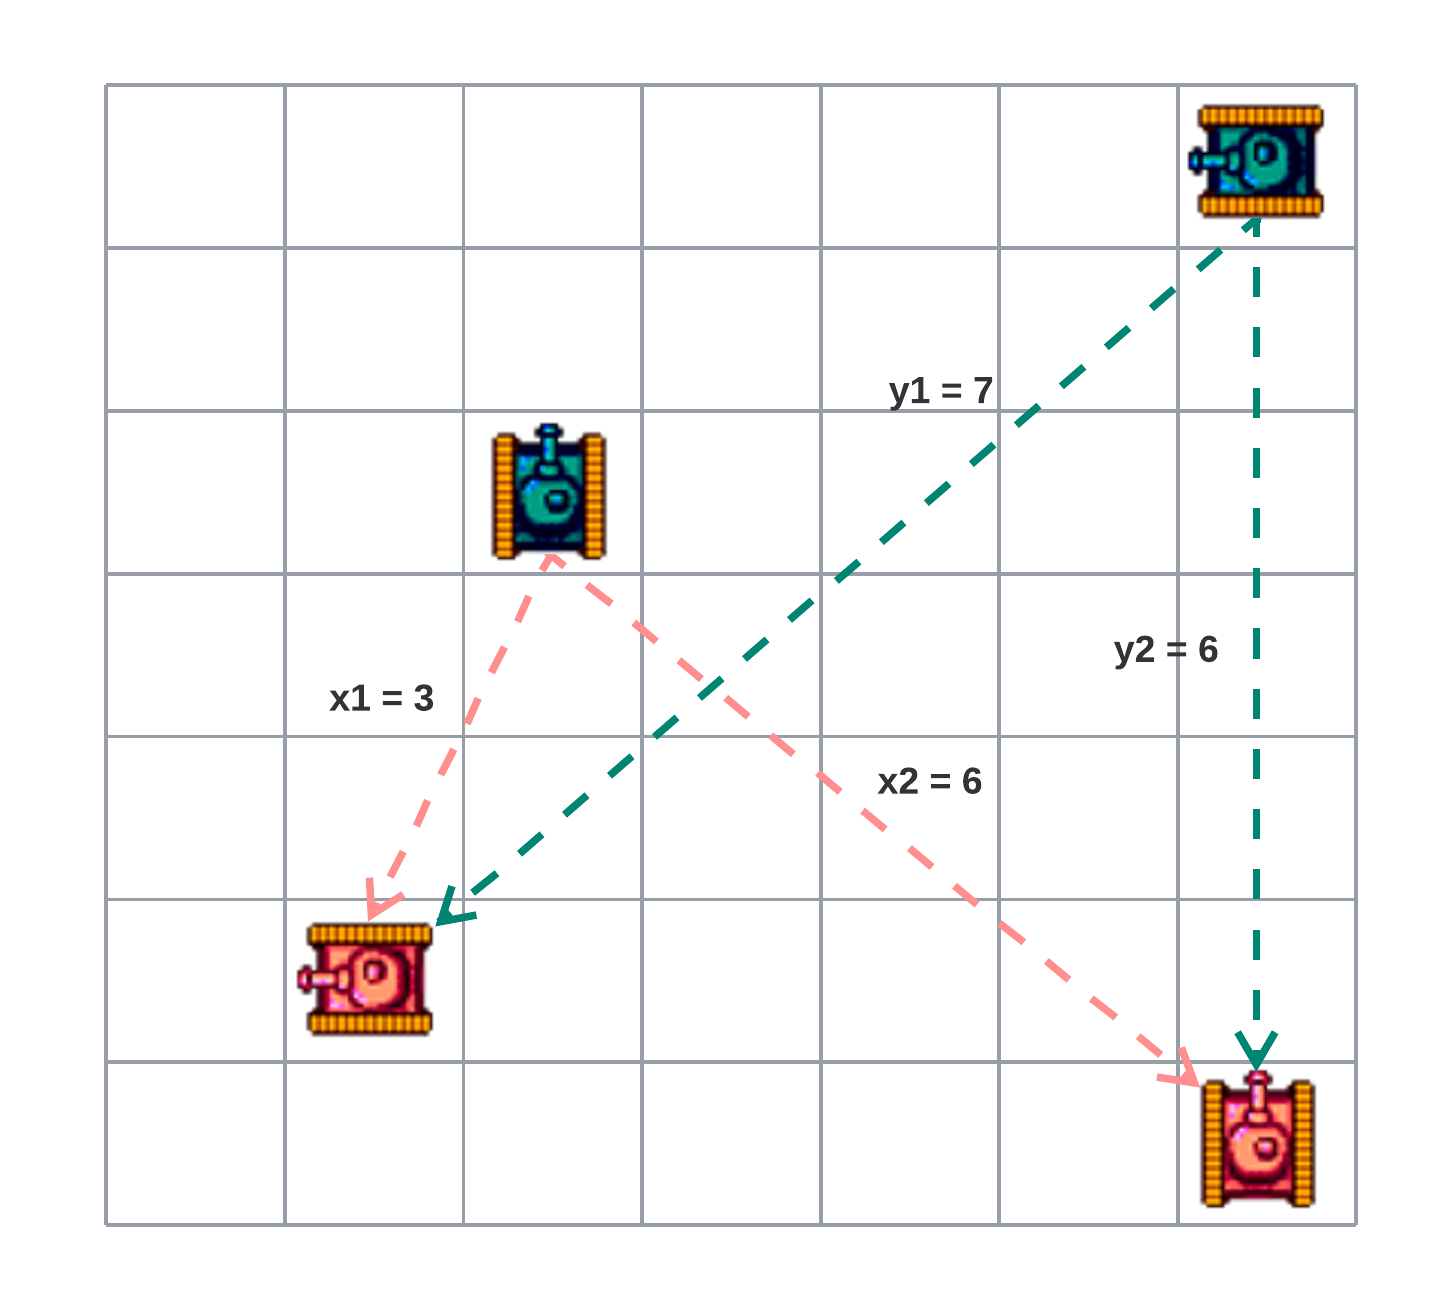 y1 = 7
y2 = 6
x1 = 3
x2 = 6